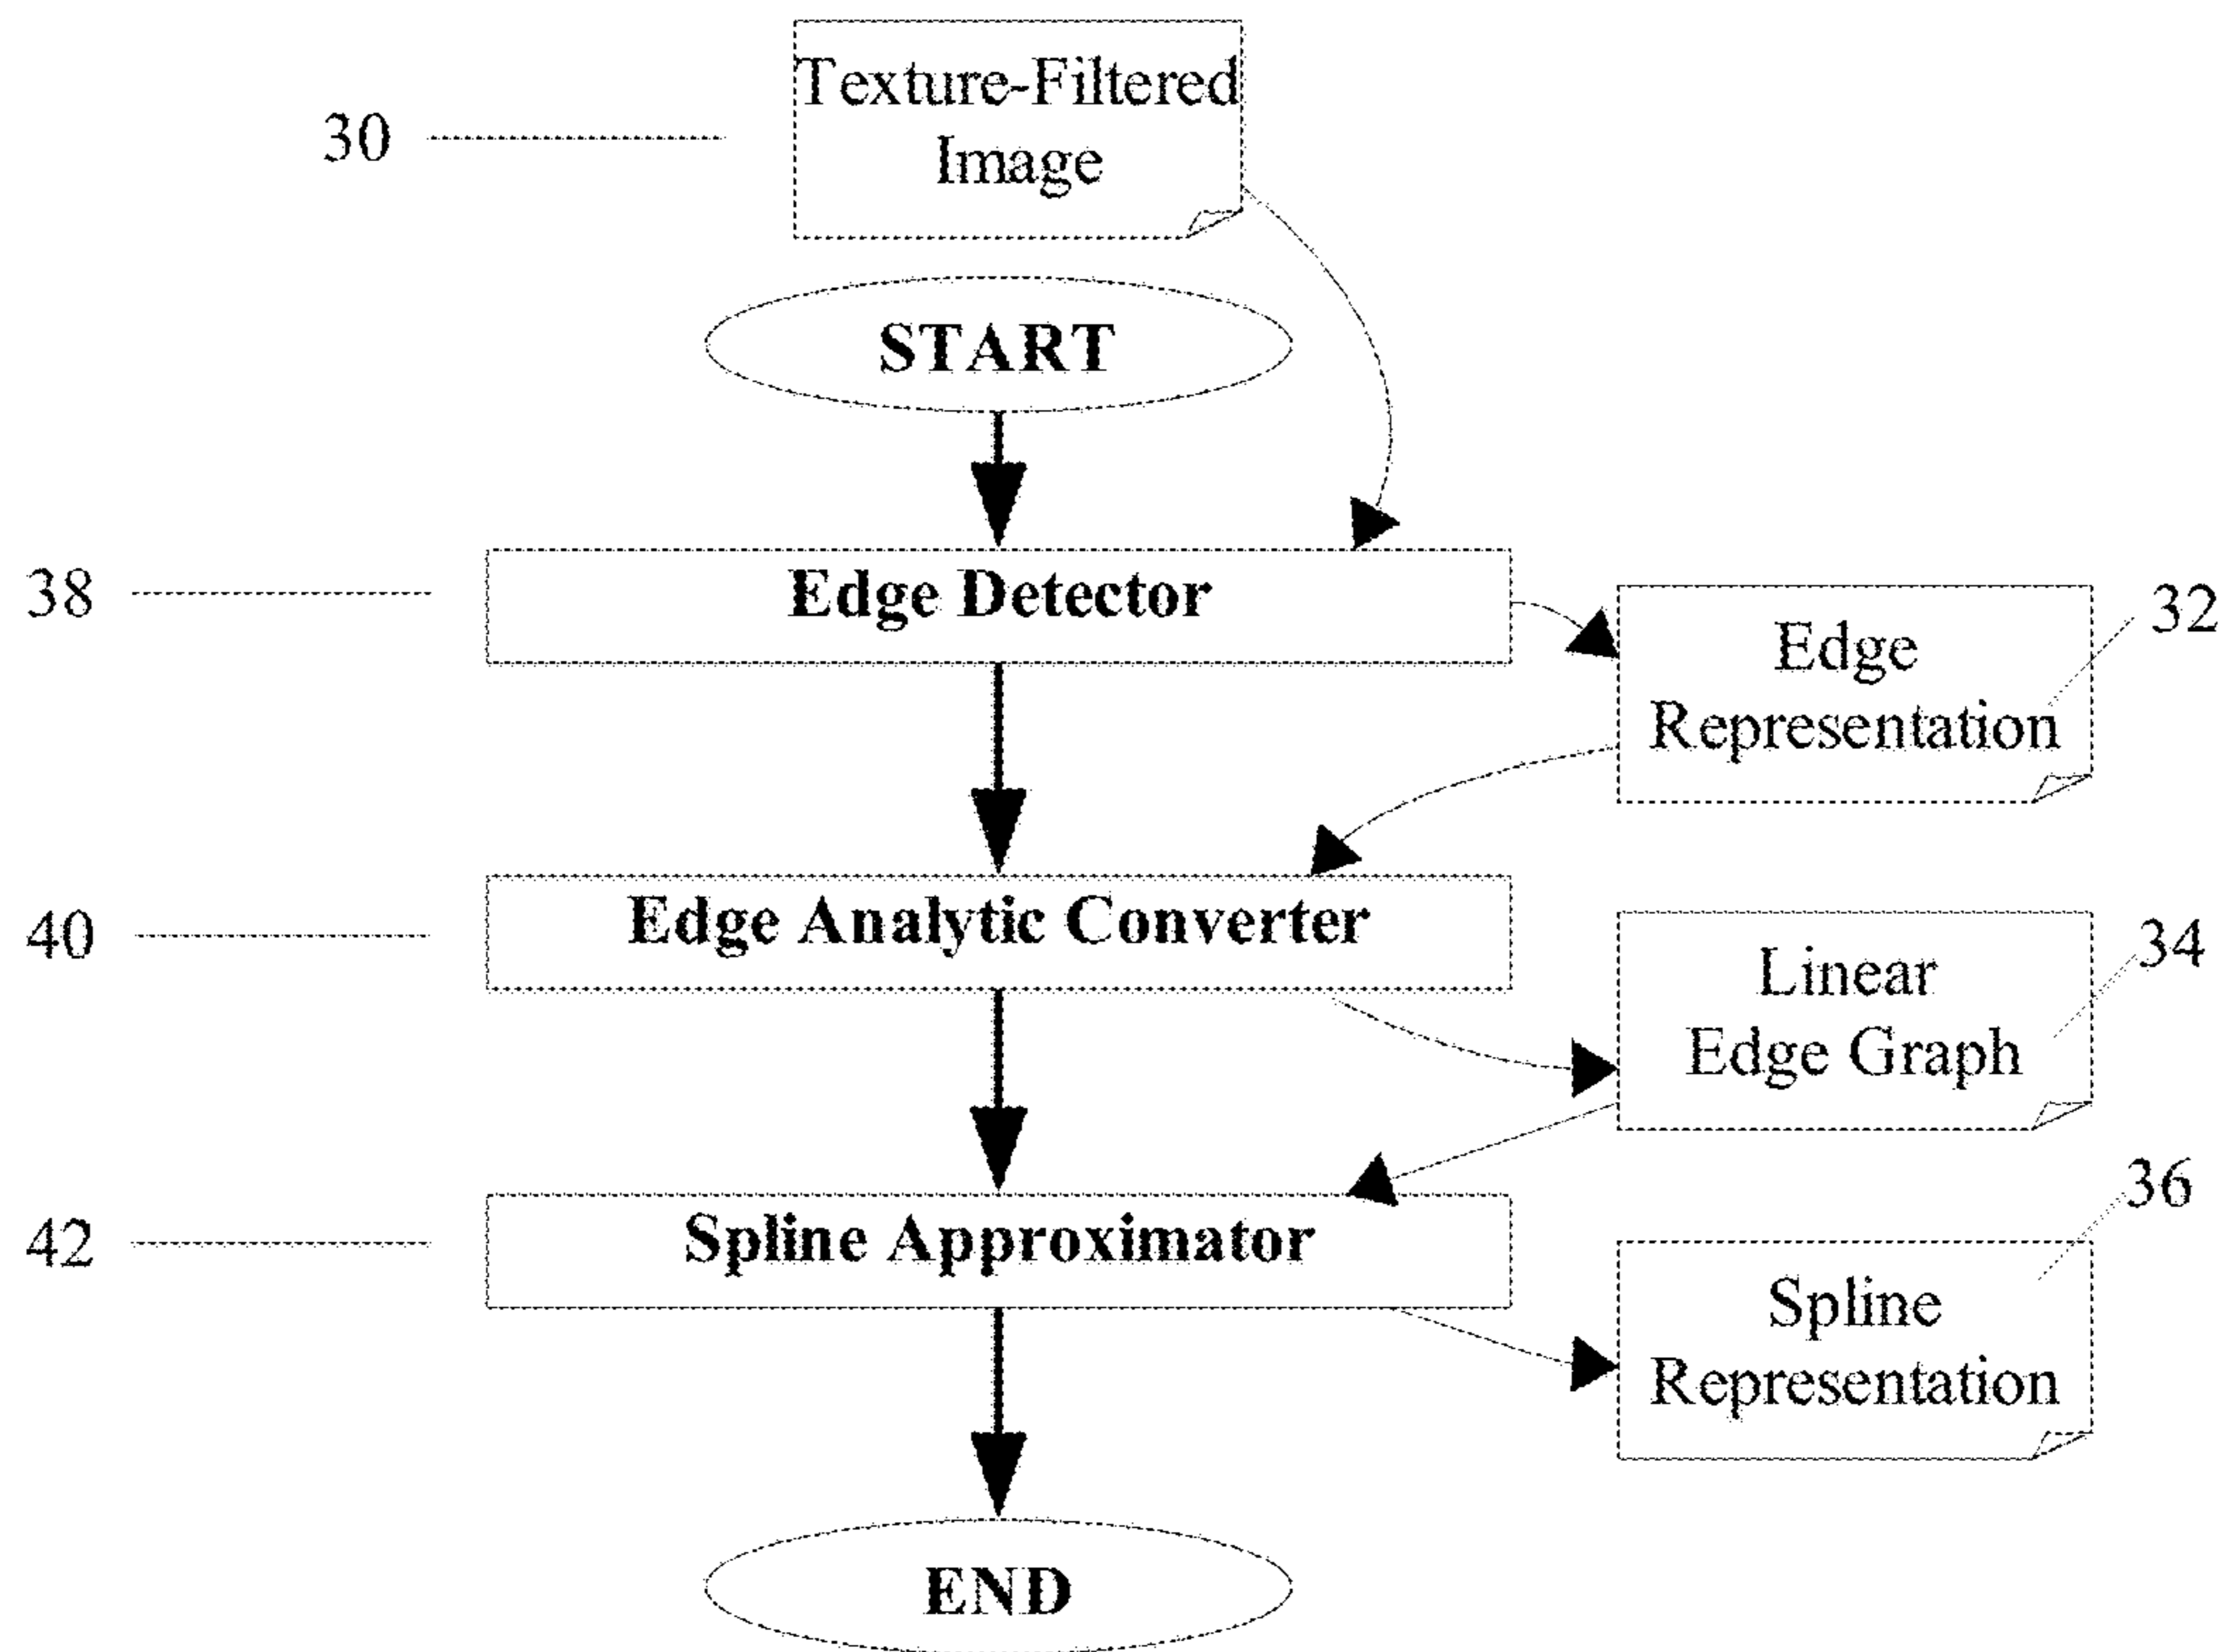 Texture-Filtered
Image
30
START
38
Edge Detector
32
Edge
Representation
40
Edge Analytic Converter
34
Linear
Edge Graph
42
Spline Approximator
36
Spline
Representation
END